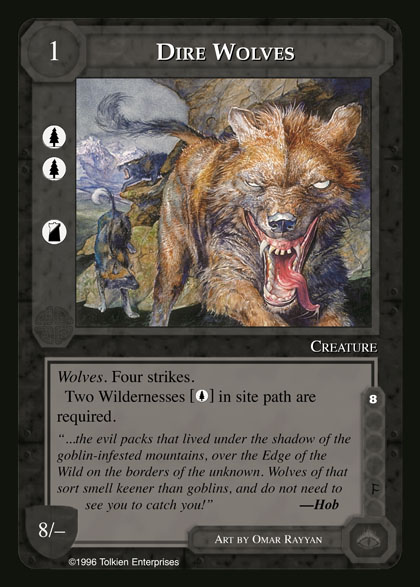 1
DIRE WOLVES
CREATURE
Wolves. Four strikes.
Two Wildernesses [] in site path are
required.
8
“...the evil packs that lived under the shadow of the
goblin-infested mountains, over the Edge of the
Wild on the borders of the unknown. Wolves of that
sort smell keener than goblins, and do not need to
see you to catch you!” —Hob
8/–
ART BY OMAR RAYYAN
©1996 Tolkien Enterprises